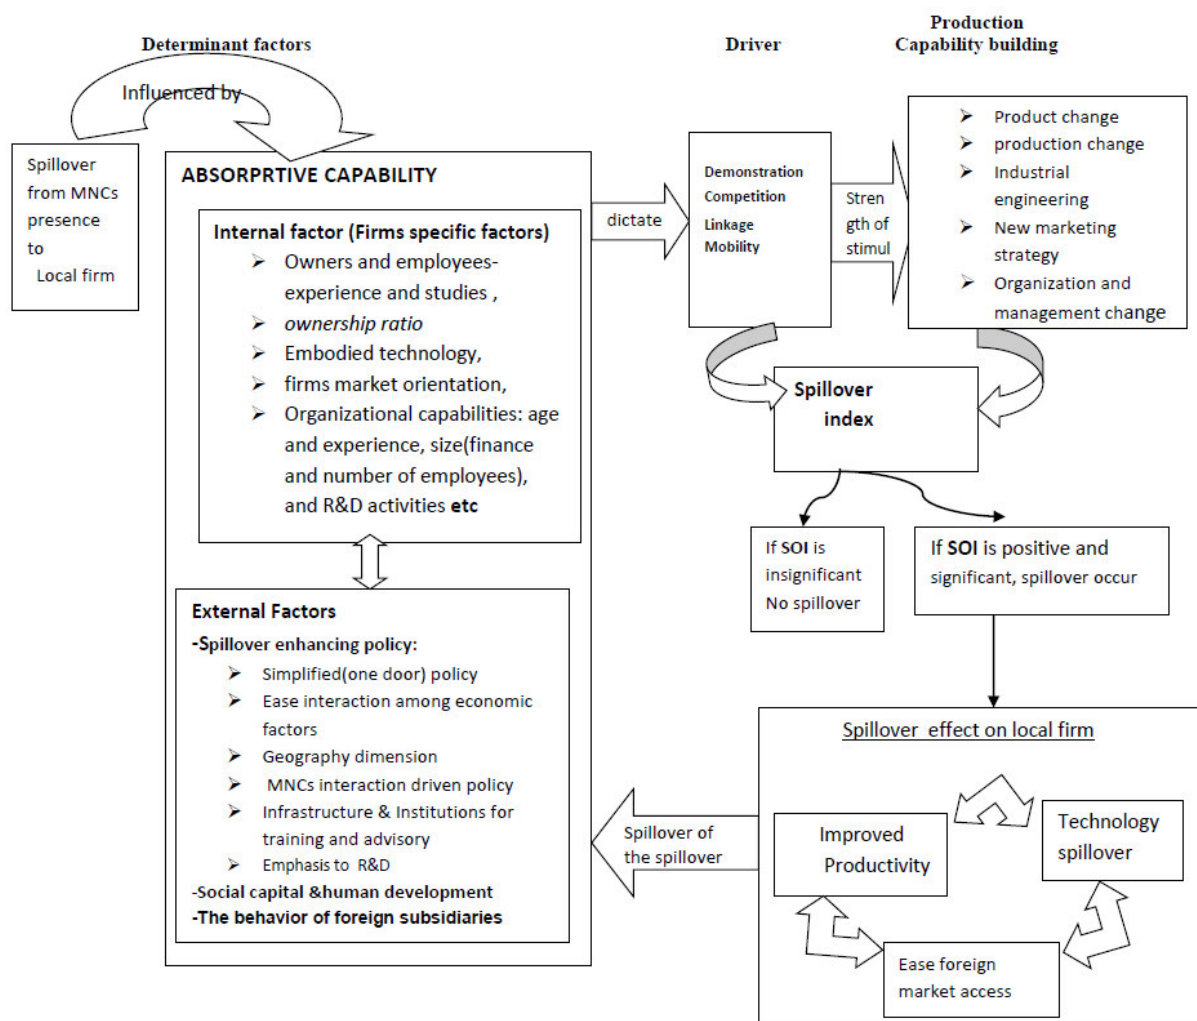 Determinant factors
Driver
Production
Capability building
Influenced by
Spillover
from MNCs
presence
to
Local firm
ABSORPRTIVE CAPABILITY
Internal factor (Firms specific factors)
➢ Owners and employees-
experience and studies ,
➢ ownership ratio
➢ Embodied technology,
➢ firms market orientation,
➢ Organizational capabilities: age
and experience, size(finance
and number of employees),
and R&D activities etc
External Factors
-Spillover enhancing policy:
➢ Simplified(one door) policy
➢ Ease interaction among economic
factors
➢ Geography dimension
➢ MNCs interaction driven policy
➢ Infrastructure & Institutions for
training and advisory
➢ Emphasis to R&D
-Social capital &human development
-The behavior of foreign subsidiaries
dictate
Demonstration
Competition
Linkage
Mobility
Stren
gth of
stimul
➢ Product change
➢ production change
➢ Industrial
engineering
➢ New marketing
strategy
➢ Organization and
management change
Spillover
index
If SOI is
insignificant
No spillover
If SOI is positive and
significant, spillover occur
Spillover effect on local firm
Improved
Productivity
Technology
spillover
Ease foreign
market access
Spillover of
the spillover